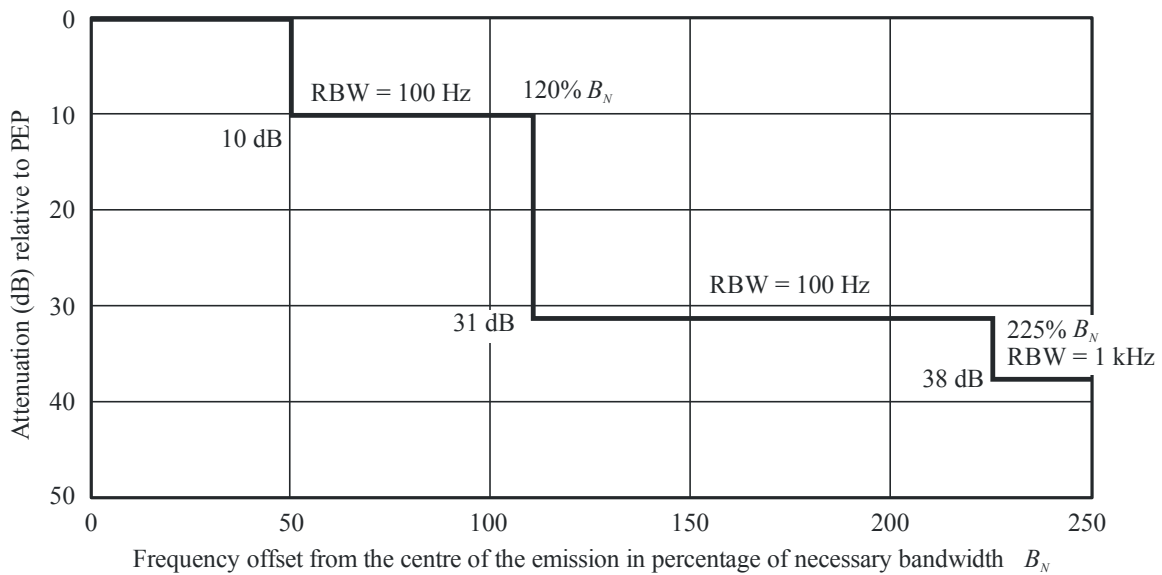 Attenuation (dB) relative to PEP
0
10
20
30
40
50
RBW = 100 Hz
120% B_N
10 dB
RBW = 100 Hz
31 dB
225% B_N
RBW = 1 kHz
38 dB
0 50 100 150 200 250
Frequency offset from the centre of the emission in percentage of necessary bandwidth B_N